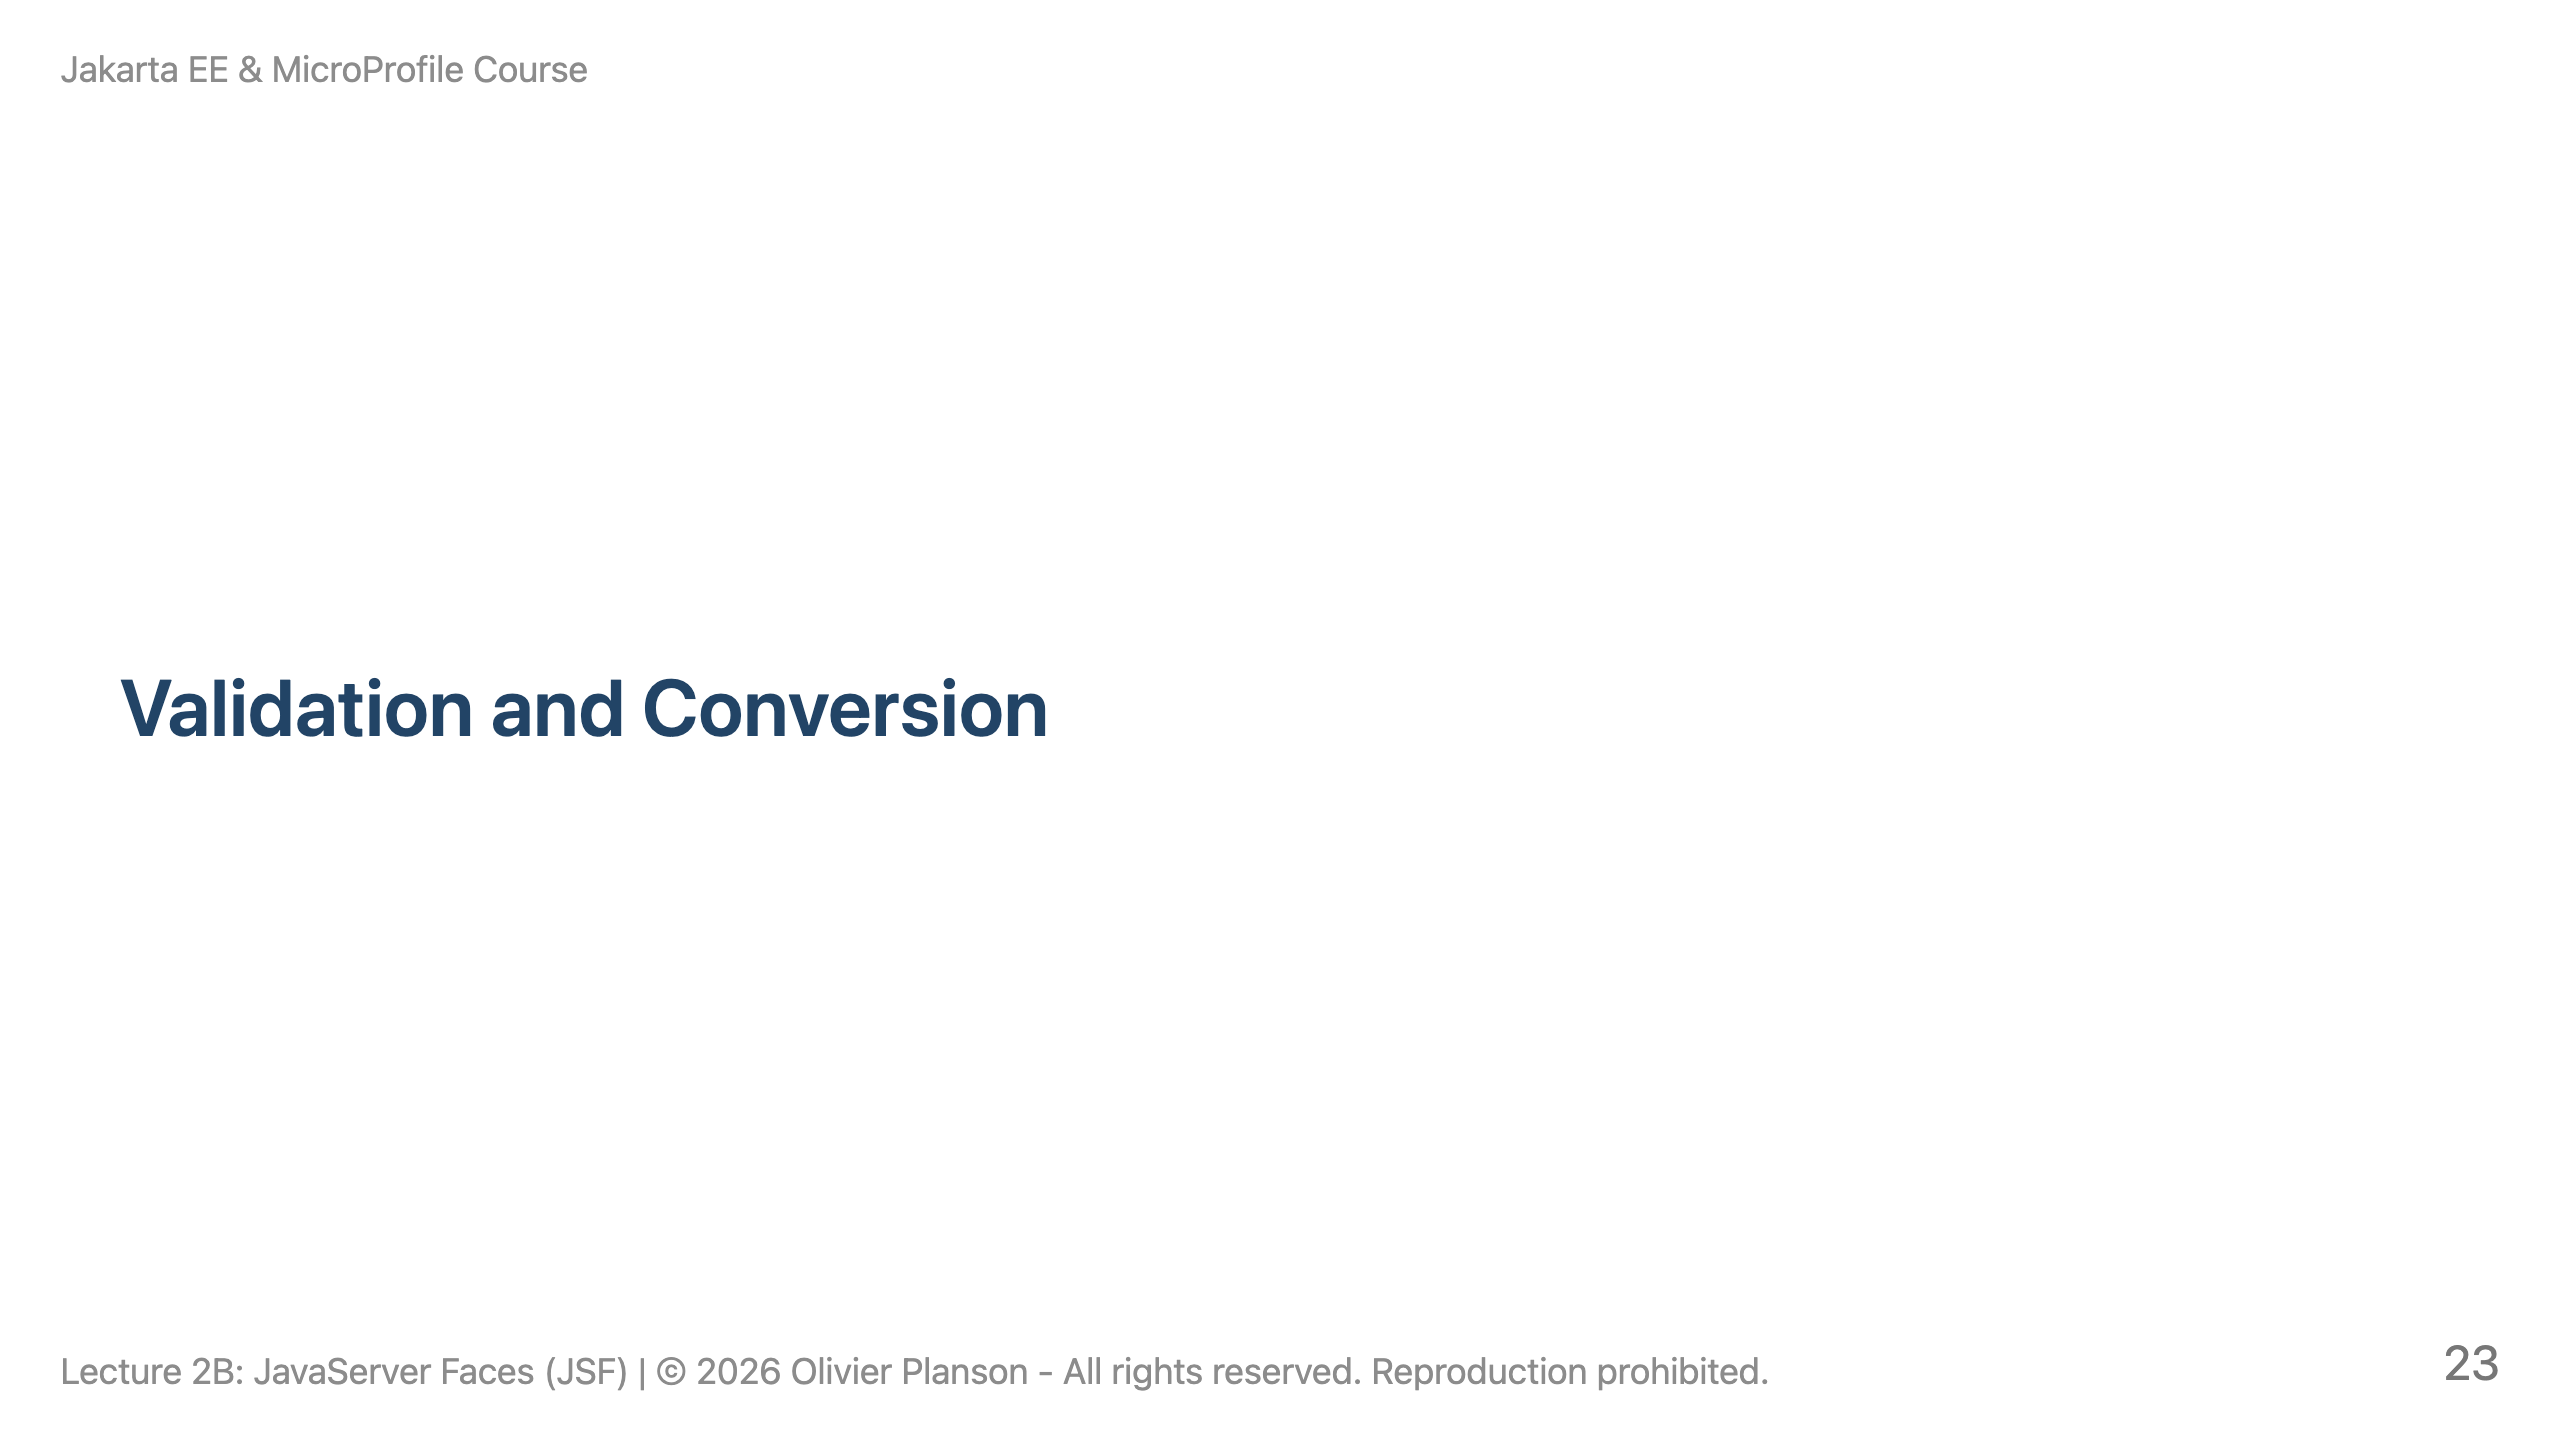 Jakarta EE & MicroProfile Course
Validation and Conversion
Lecture 2B: JavaServer Faces (JSF) | © 2026 Olivier Planson - All rights reserved. Reproduction prohibited.
23